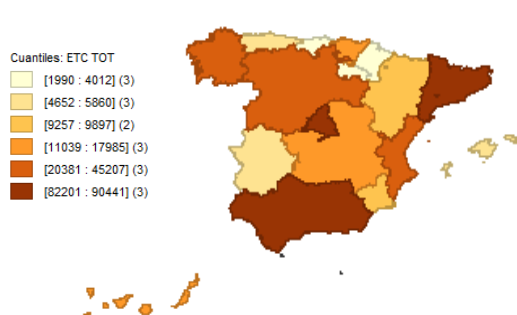 Cuantiles: ETC TOT
[1990 : 4012] (3)
[4652 : 5860] (3)
[9257 : 9897] (2)
[11039 : 17985] (3)
[20381 : 45207] (3)
[82201 : 90441] (3)